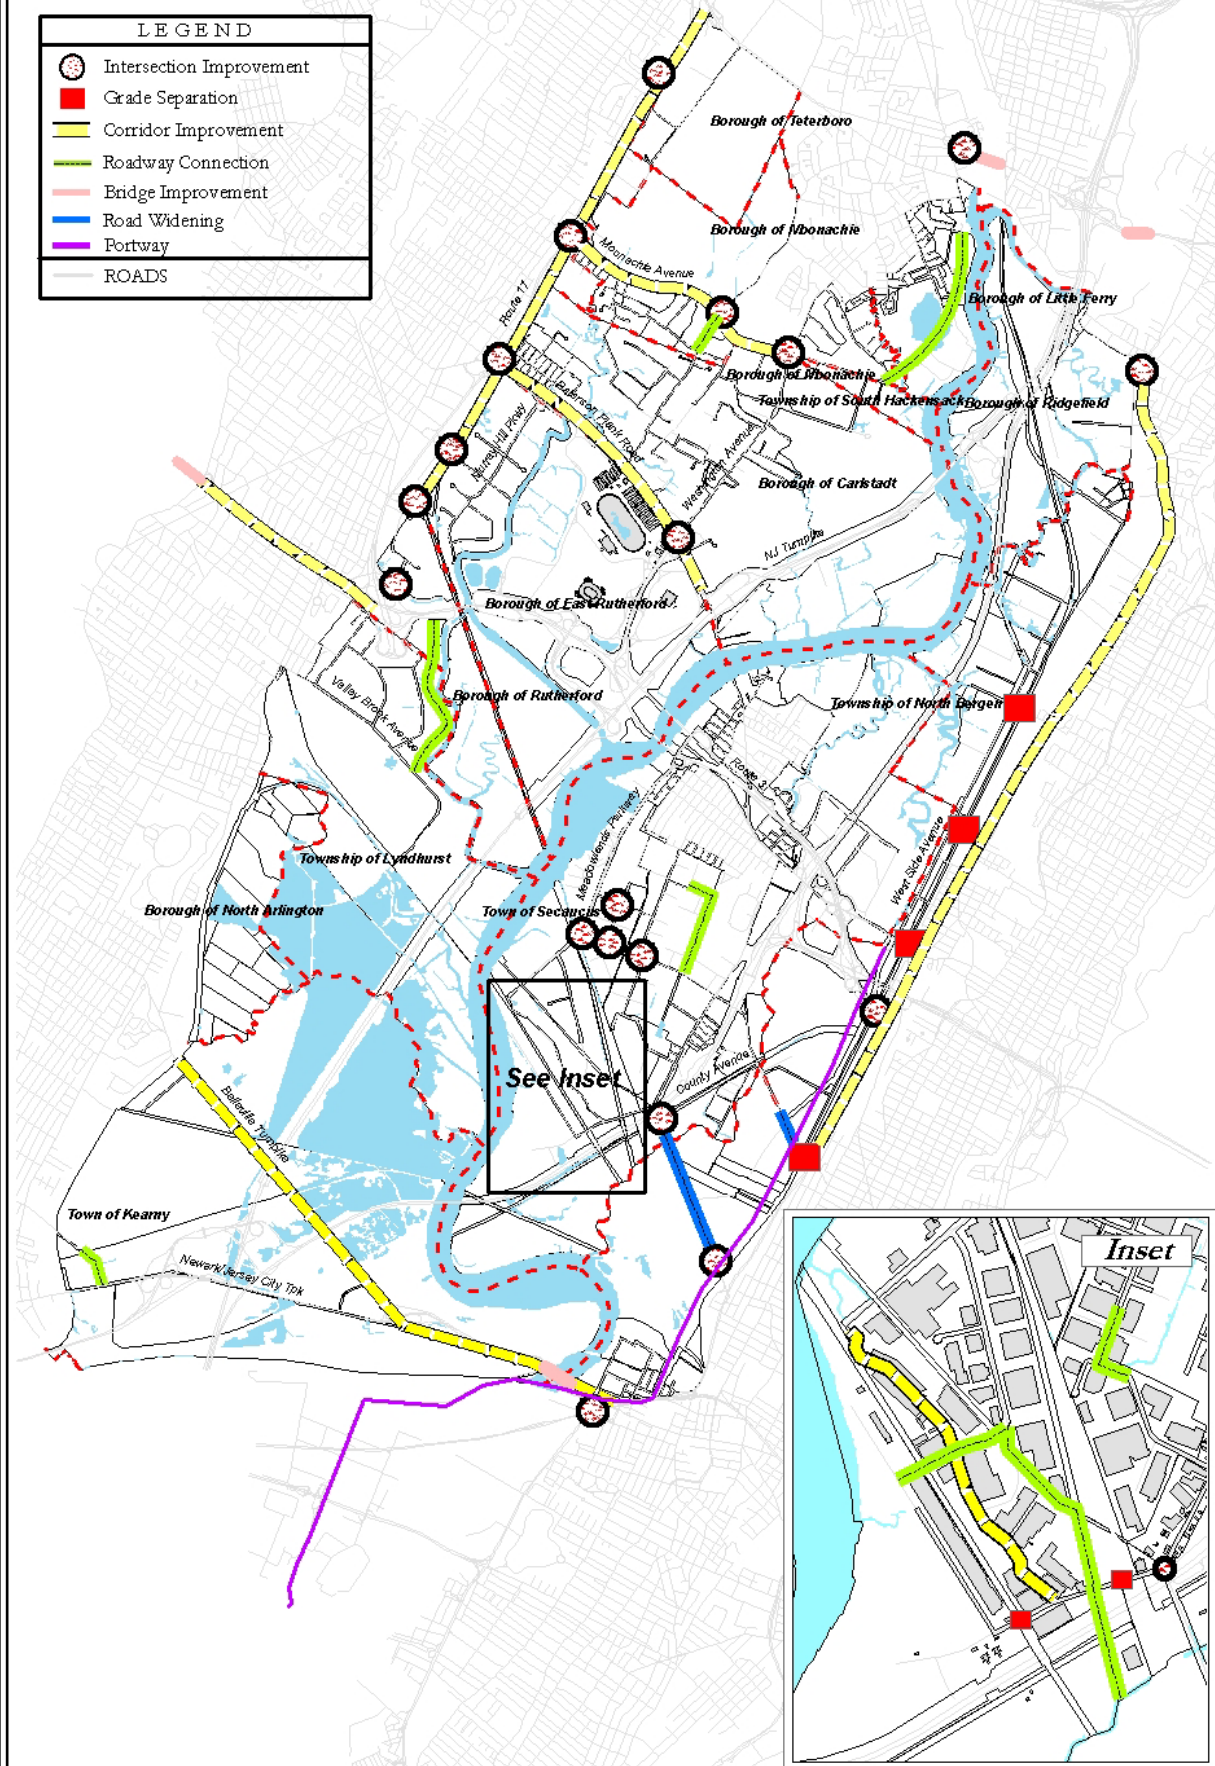 LEGEND
Intersection Improvement
Grade Separation
Corridor Improvement
Roadway Connection
Bridge Improvement
Road Widening
Portway
ROADS
Borough of Teterboro
Borough of Moonachie
Moonachie Avenue
Route 17
Borough of Little Ferry
Borough of Moonachie
Township of South Hackensack
Borough of Ridgefield
Paterson Plank Road
Murray Hill Pkwy
Washington Avenue
Borough of Carlstadt
NJ Turnpike
Borough of East Rutherford
Valley Brook Avenue
Borough of Rutherford
Township of North Bergen
Route 3
Meadowlands Parkway
West Side Avenue
Township of Lyndhurst
Borough of North Arlington
Town of Secaucus
See Inset
County Avenue
Belleville Turnpike
Town of Kearny
Newark/Jersey City Tpk
Inset